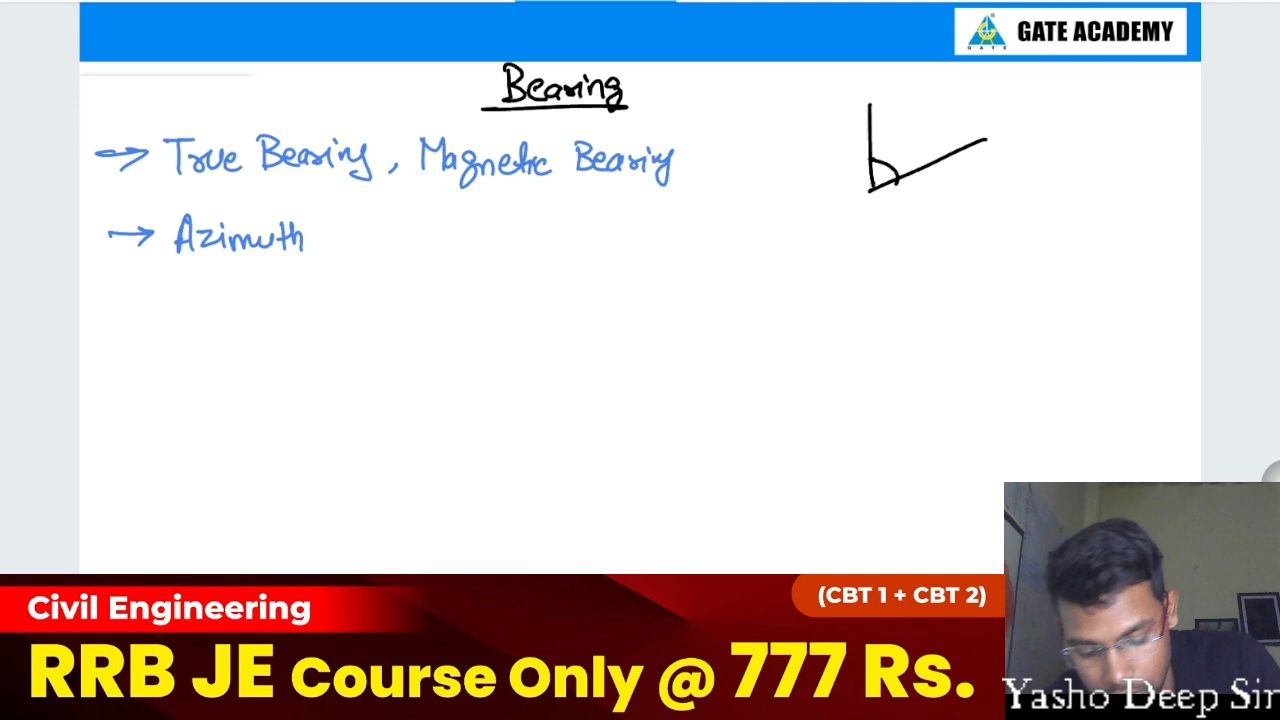 GATE ACADEMY
GATE
Bearing
→ True Bearing, Magnetic Bearing
→ Azimuth
Civil Engineering
(CBT 1 + CBT 2)
RRB JE Course Only @ 777 Rs.
Yasho Deep Sir